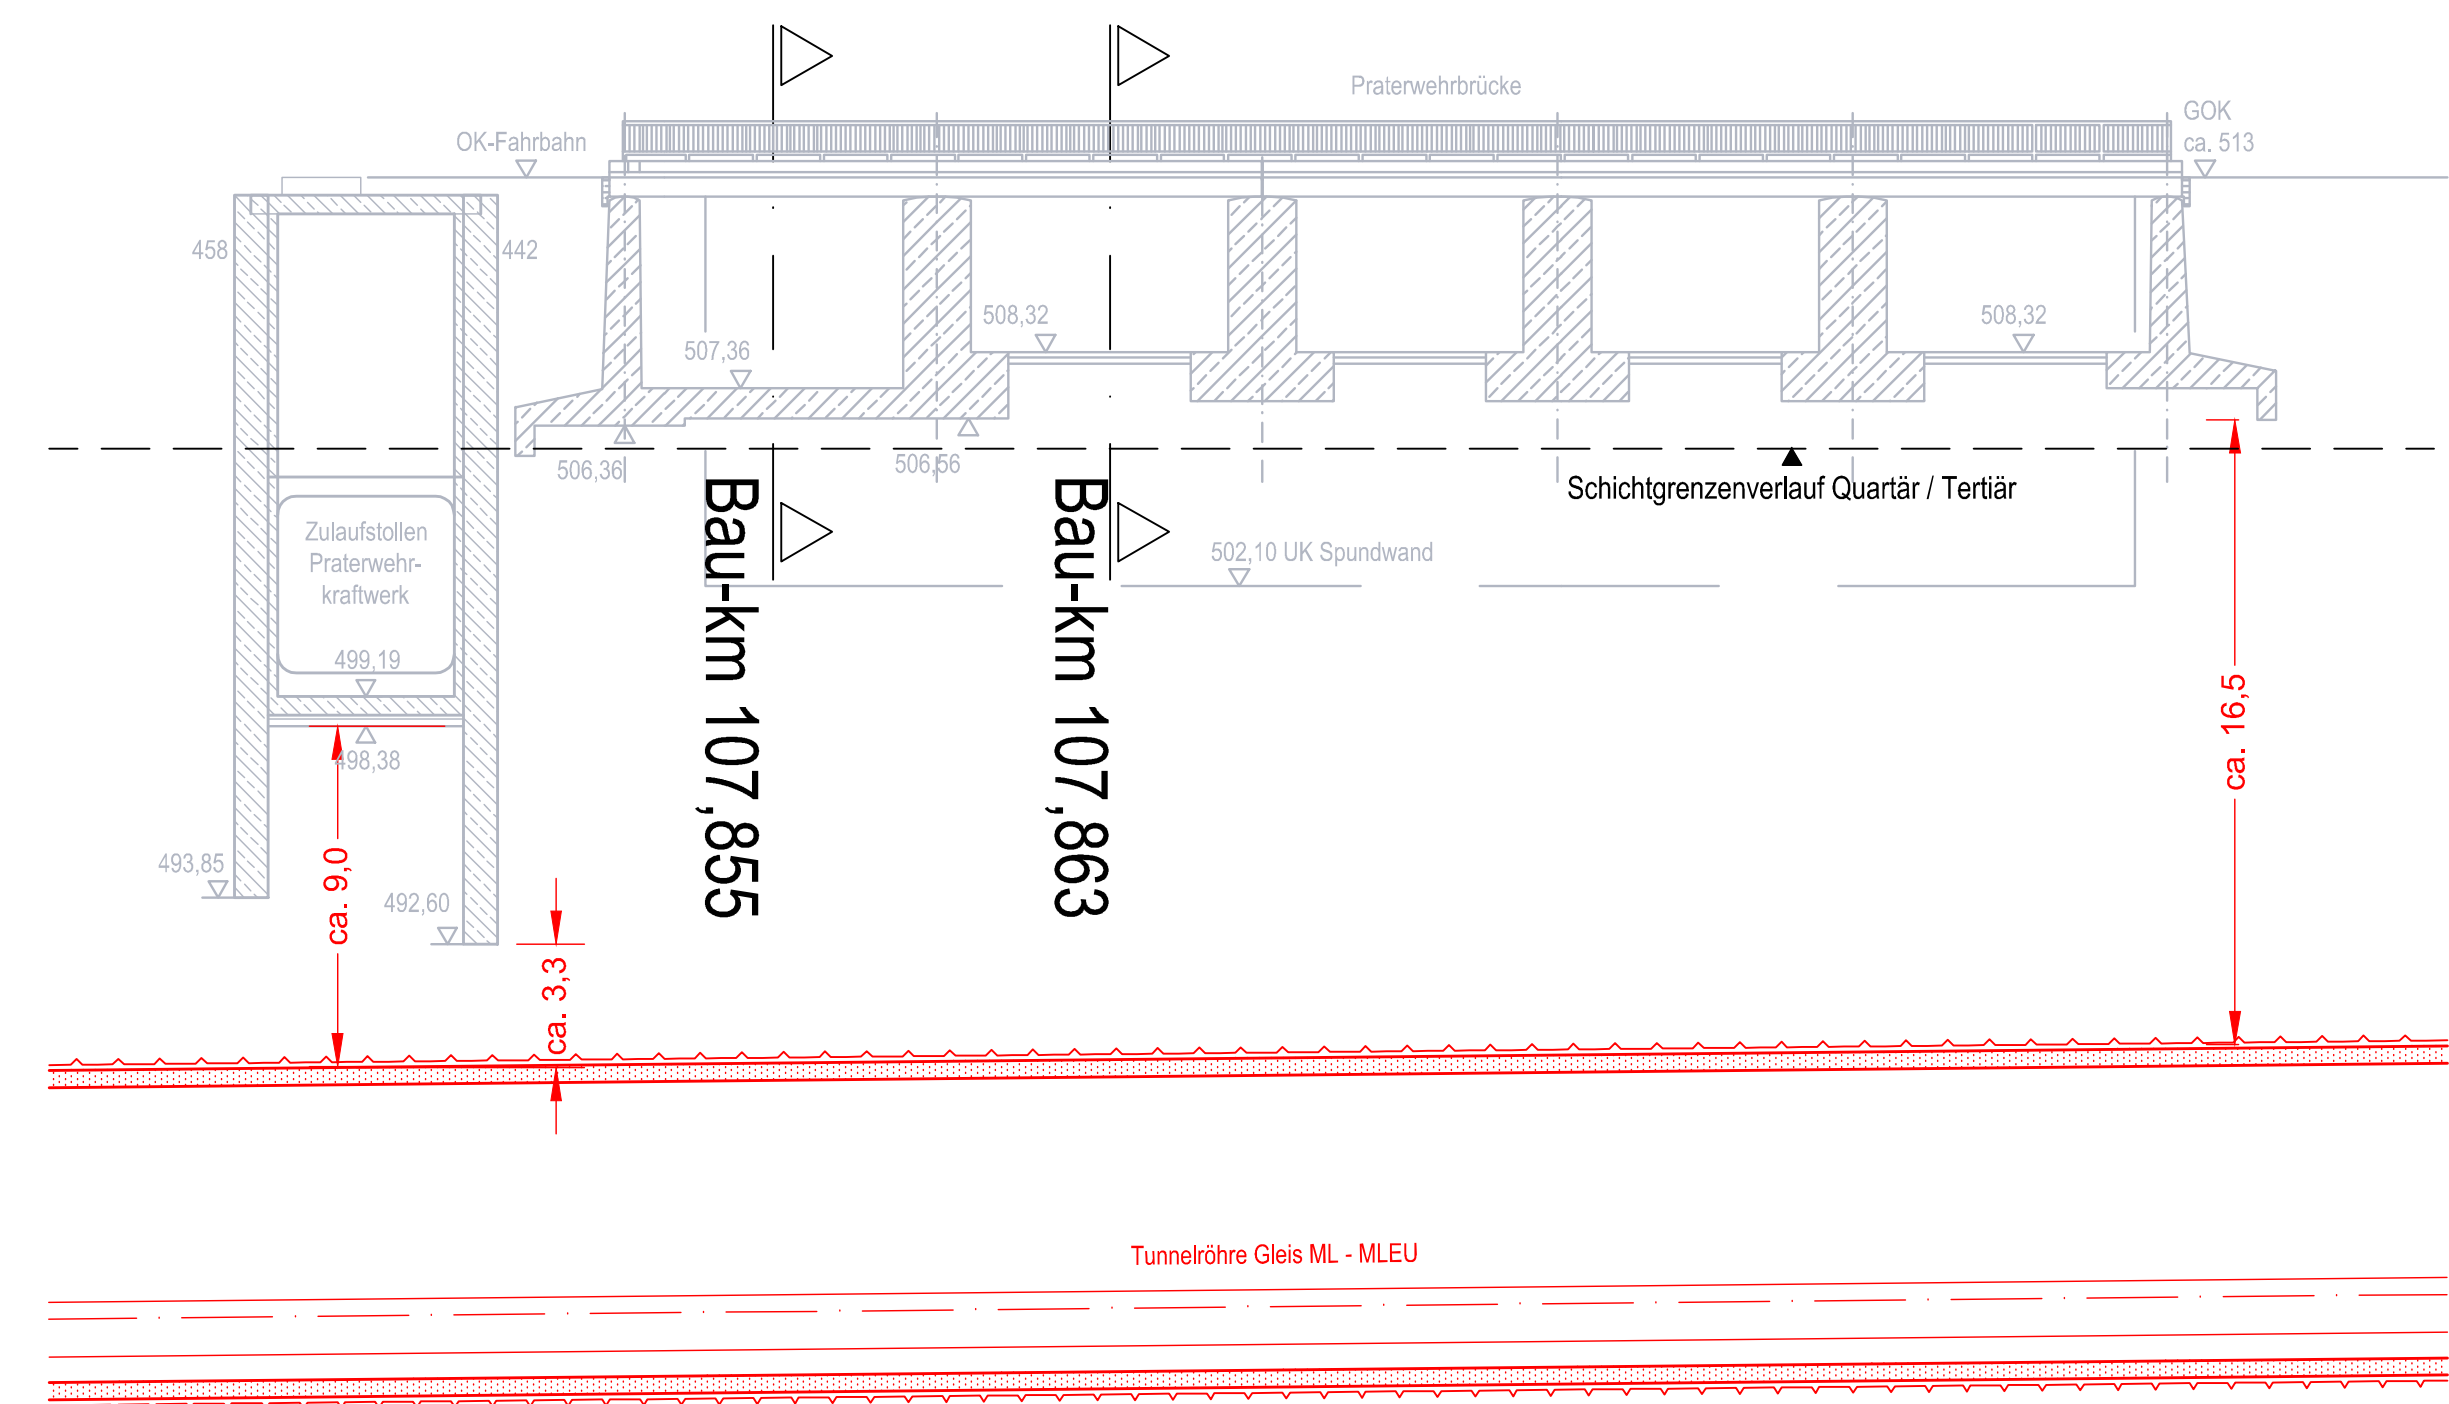 Praterwehrbrücke
GOK
ca. 513
OK-Fahrbahn
458
442
508,32
508,32
507,36
506,36
506,56
Schichtgrenzenverlauf Quartär / Tertiär
Zulaufstollen
Praterwehr-
kraftwerk
499,19
498,38
502,10 UK Spundwand
Bau-km 107,855
Bau-km 107,863
ca. 16,5
493,85
492,60
ca. 9,0
ca. 3,3
Tunnelröhre Gleis ML - MLEU